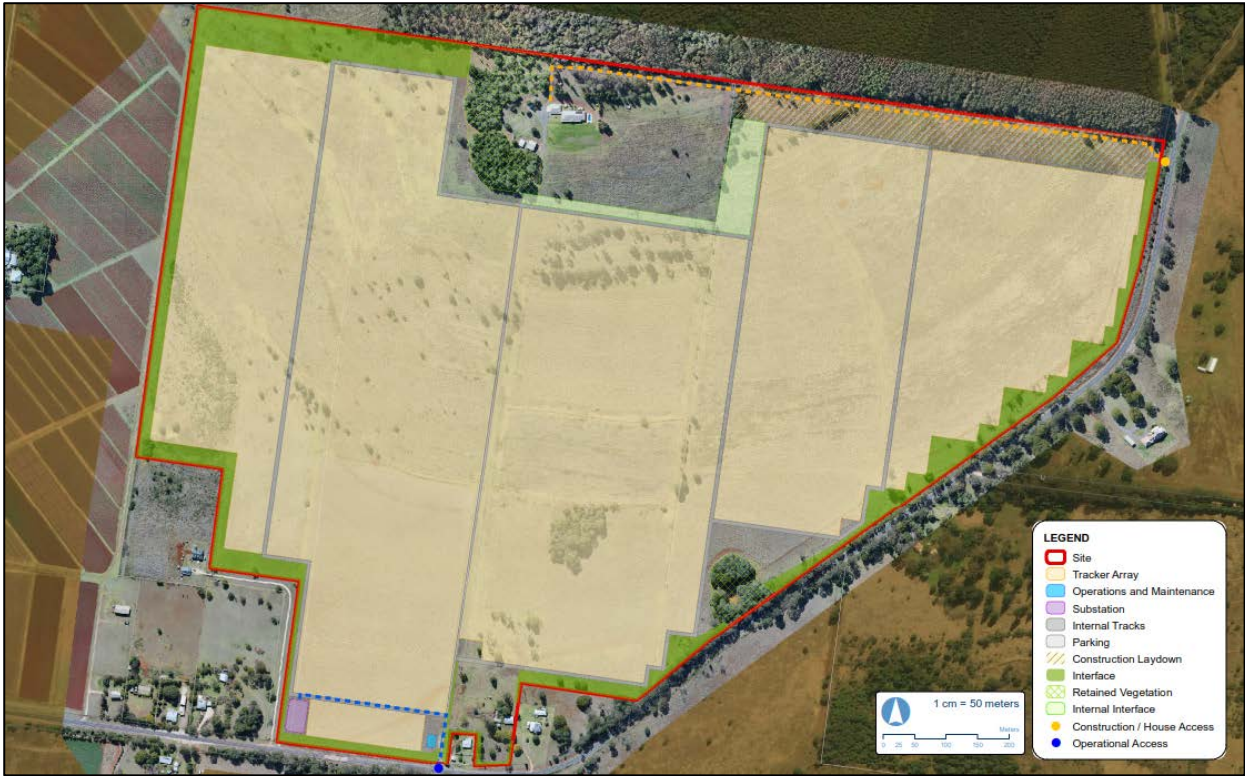 LEGEND
Site
Tracker Array
Operations and Maintenance
Substation
Internal Tracks
Parking
Construction Laydown
Interface
Retained Vegetation
Internal Interface
Construction / House Access
Operational Access
1 cm = 50 meters
Meters
0 25 50 100 150 200